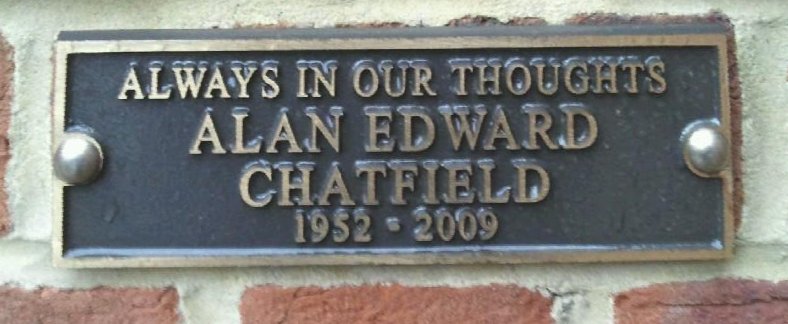 ALWAYS IN OUR THOUGHTS
ALAN EDWARD
CHATFIELD
1952 - 2009